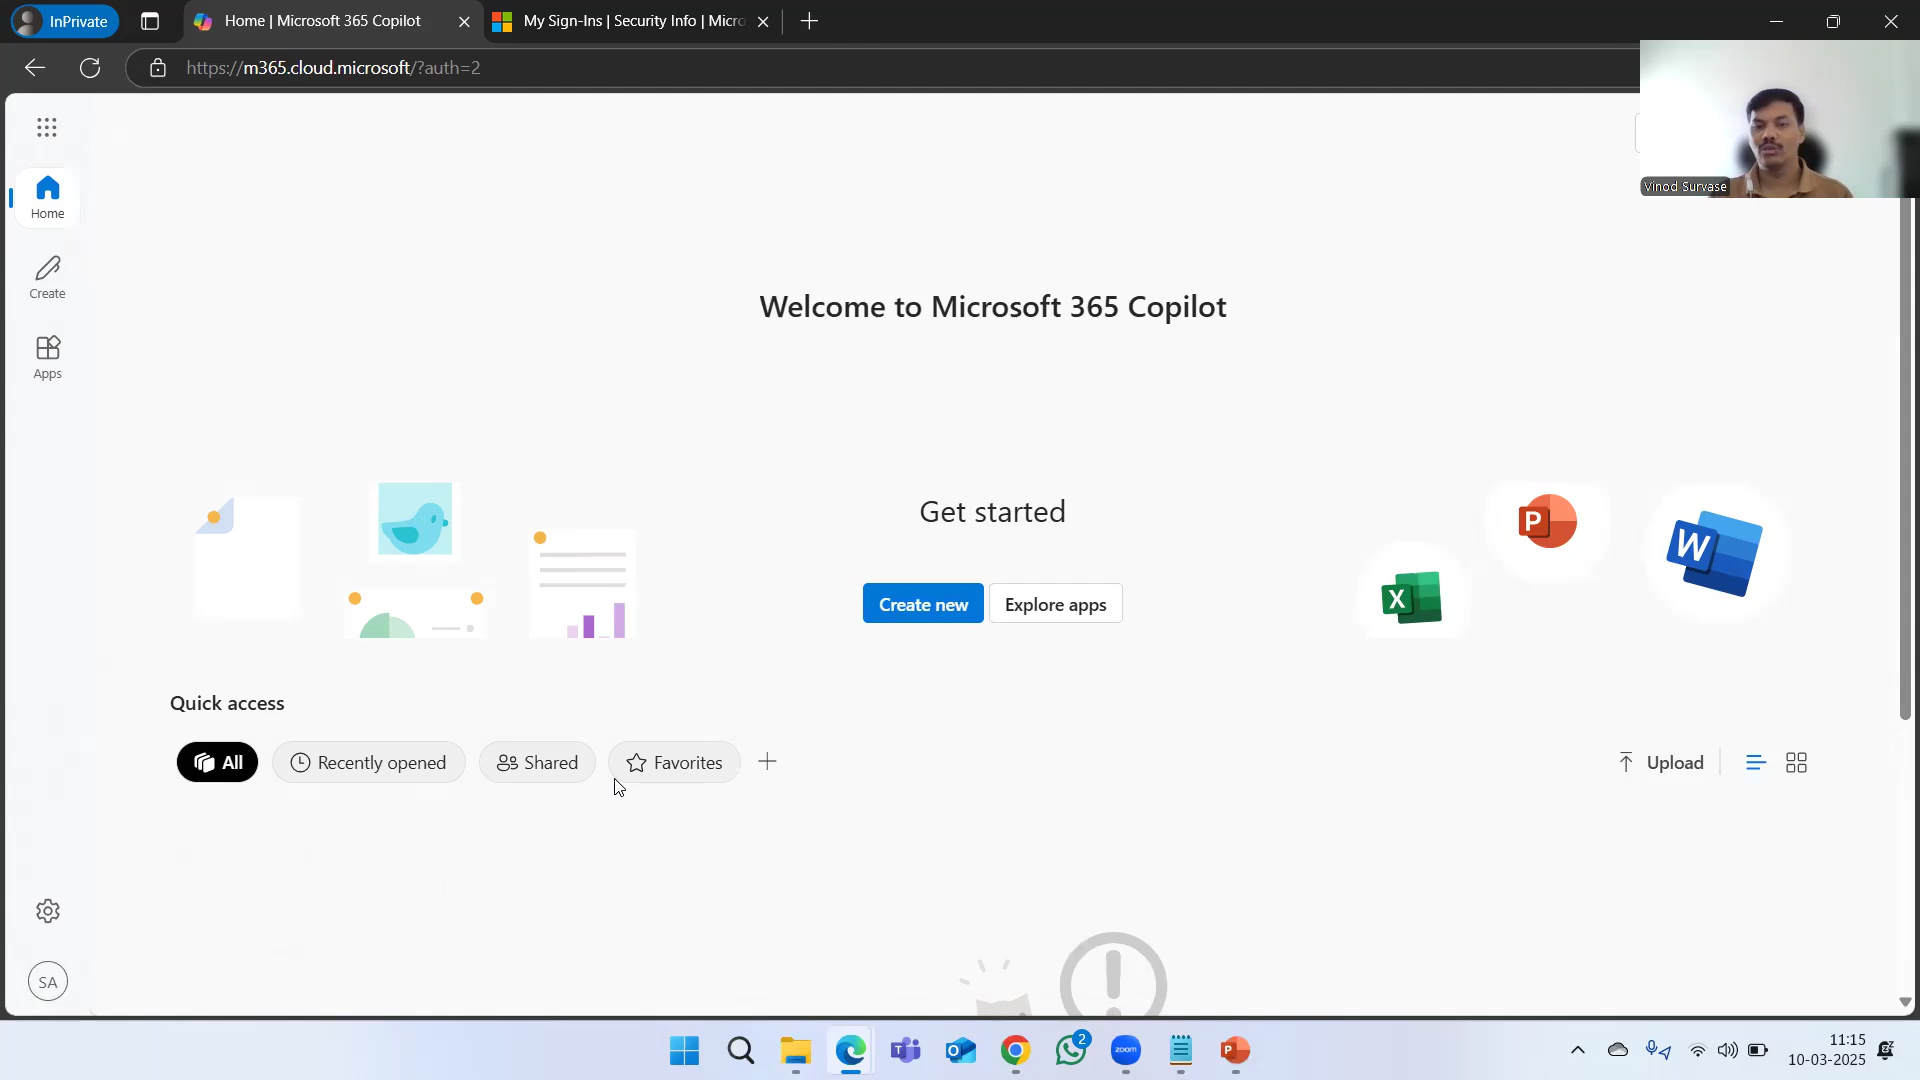 InPrivate
Home | Microsoft 365 Copilot
My Sign-Ins | Security Info | Micro
https://m365.cloud.microsoft/?auth=2
Vinod Survase
Home
Create
Apps
Welcome to Microsoft 365 Copilot
Get started
Create new
Explore apps
P
W
X
Quick access
All
Recently opened
Shared
Favorites
Upload
SA
2
zoom
11:15
10-03-2025